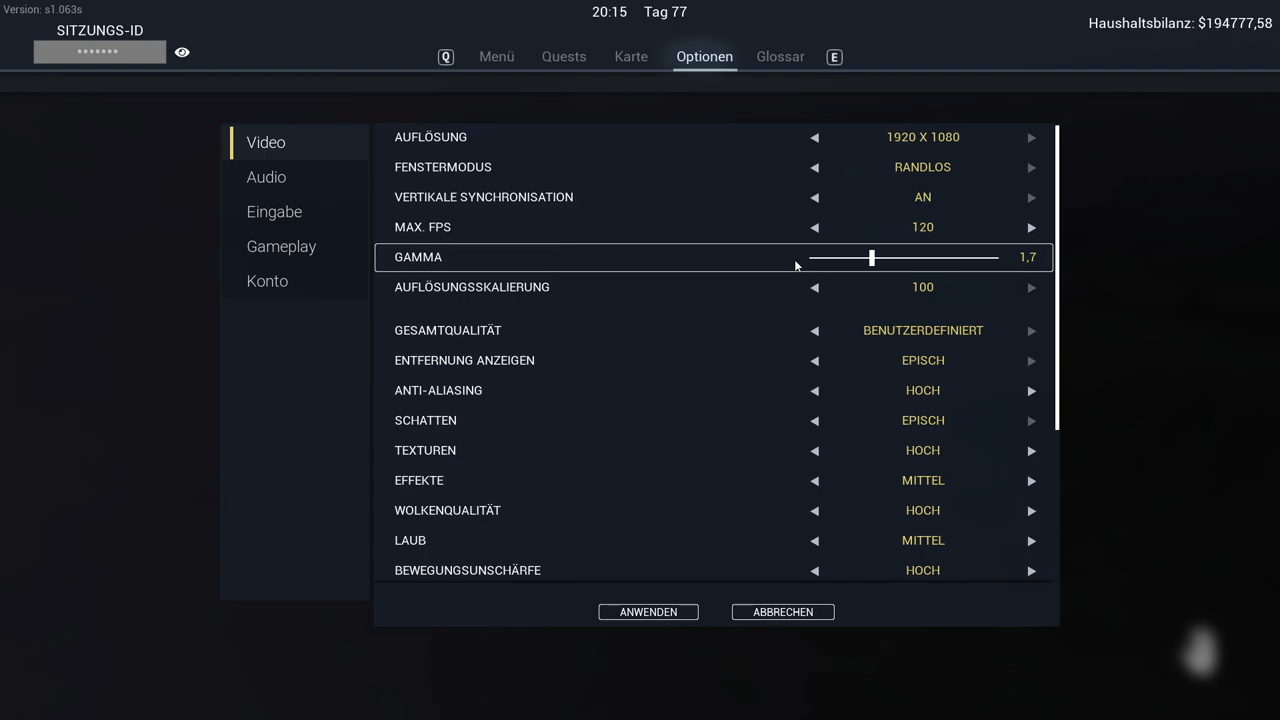 Version: s1.063s
20:15 Tag 77
SITZUNGS-ID
Haushaltsbilanz: $194777,58
•••••••
Q Menü Quests Karte Optionen Glossar E
Video
Audio
Eingabe
Gameplay
Konto
AUFLÖSUNG 1920 X 1080
FENSTERMODUS RANDLOS
VERTIKALE SYNCHRONISATION AN
MAX. FPS 120
GAMMA 1,7
AUFLÖSUNGSSKALIERUNG 100
GESAMTQUALITÄT BENUTZERDEFINIERT
ENTFERNUNG ANZEIGEN EPISCH
ANTI-ALIASING HOCH
SCHATTEN EPISCH
TEXTUREN HOCH
EFFEKTE MITTEL
WOLKENQUALITÄT HOCH
LAUB MITTEL
BEWEGUNGSUNSCHÄRFE HOCH
ANWENDEN ABBRECHEN